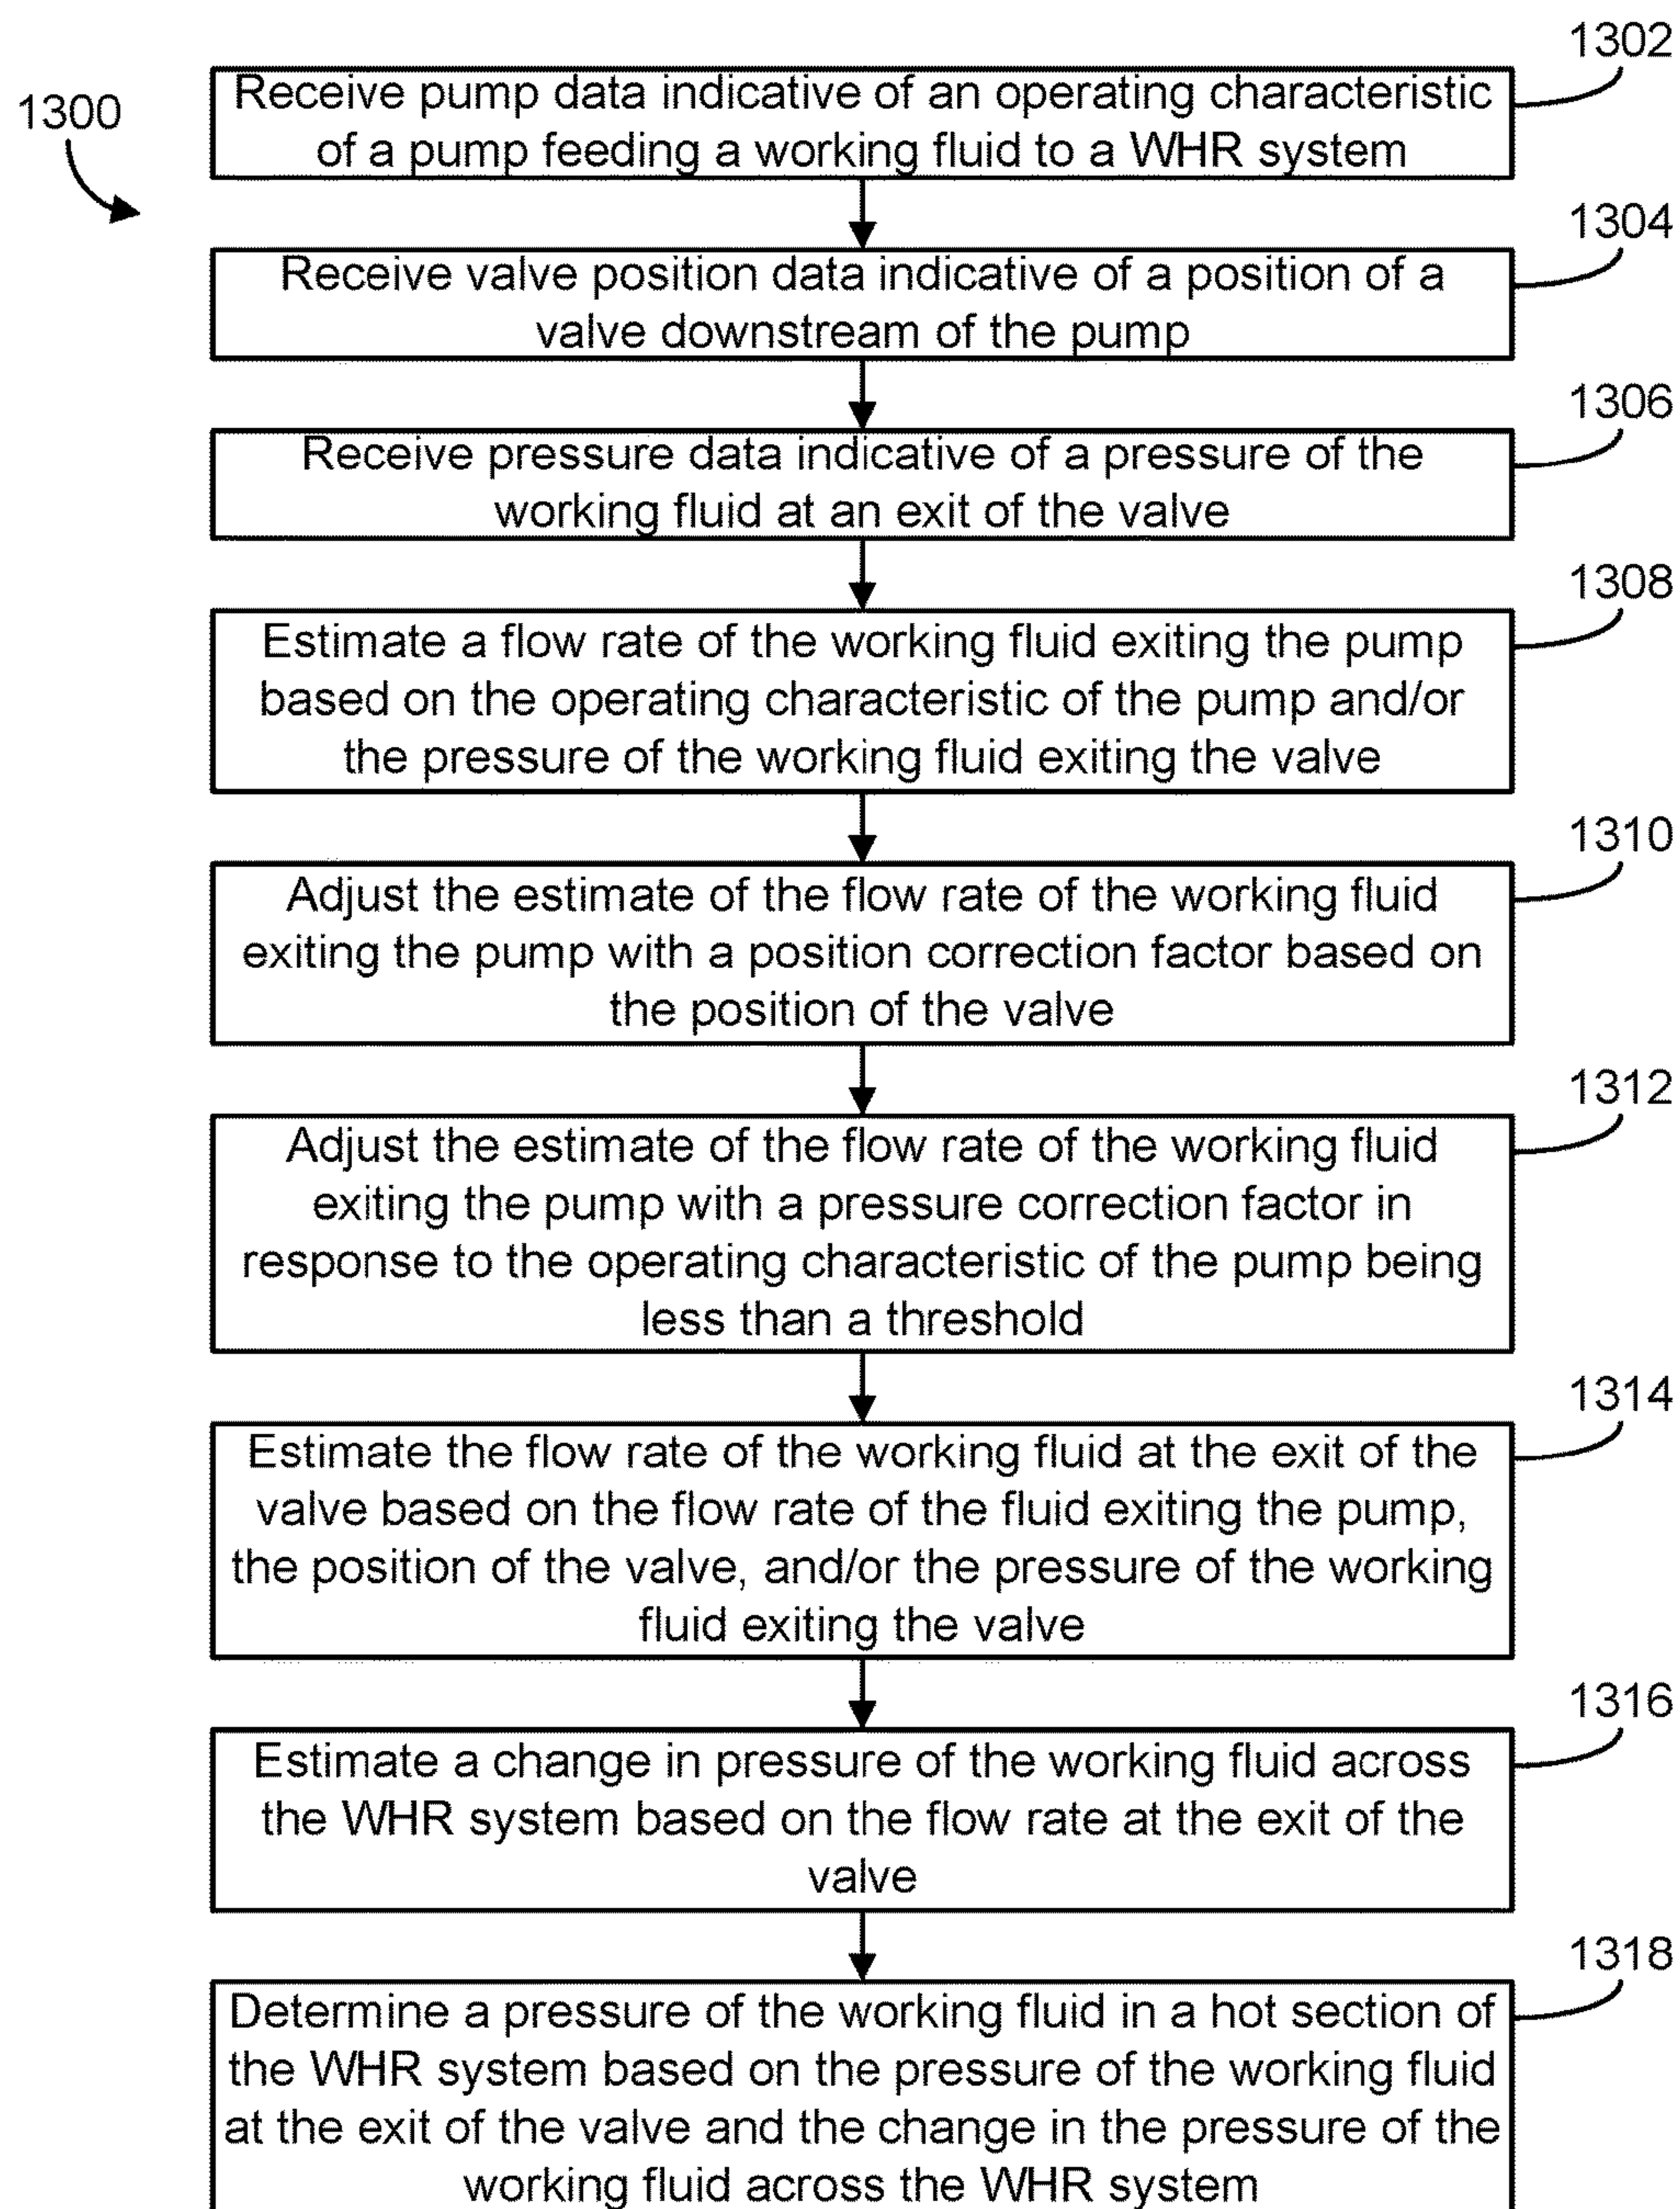 1300
1302
Receive pump data indicative of an operating characteristic
of a pump feeding a working fluid to a WHR system
1304
Receive valve position data indicative of a position of a
valve downstream of the pump
1306
Receive pressure data indicative of a pressure of the
working fluid at an exit of the valve
1308
Estimate a flow rate of the working fluid exiting the pump
based on the operating characteristic of the pump and/or
the pressure of the working fluid exiting the valve
1310
Adjust the estimate of the flow rate of the working fluid
exiting the pump with a position correction factor based on
the position of the valve
1312
Adjust the estimate of the flow rate of the working fluid
exiting the pump with a pressure correction factor in
response to the operating characteristic of the pump being
less than a threshold
1314
Estimate the flow rate of the working fluid at the exit of the
valve based on the flow rate of the fluid exiting the pump,
the position of the valve, and/or the pressure of the working
fluid exiting the valve
1316
Estimate a change in pressure of the working fluid across
the WHR system based on the flow rate at the exit of the
valve
1318
Determine a pressure of the working fluid in a hot section of
the WHR system based on the pressure of the working fluid
at the exit of the valve and the change in the pressure of the
working fluid across the WHR system